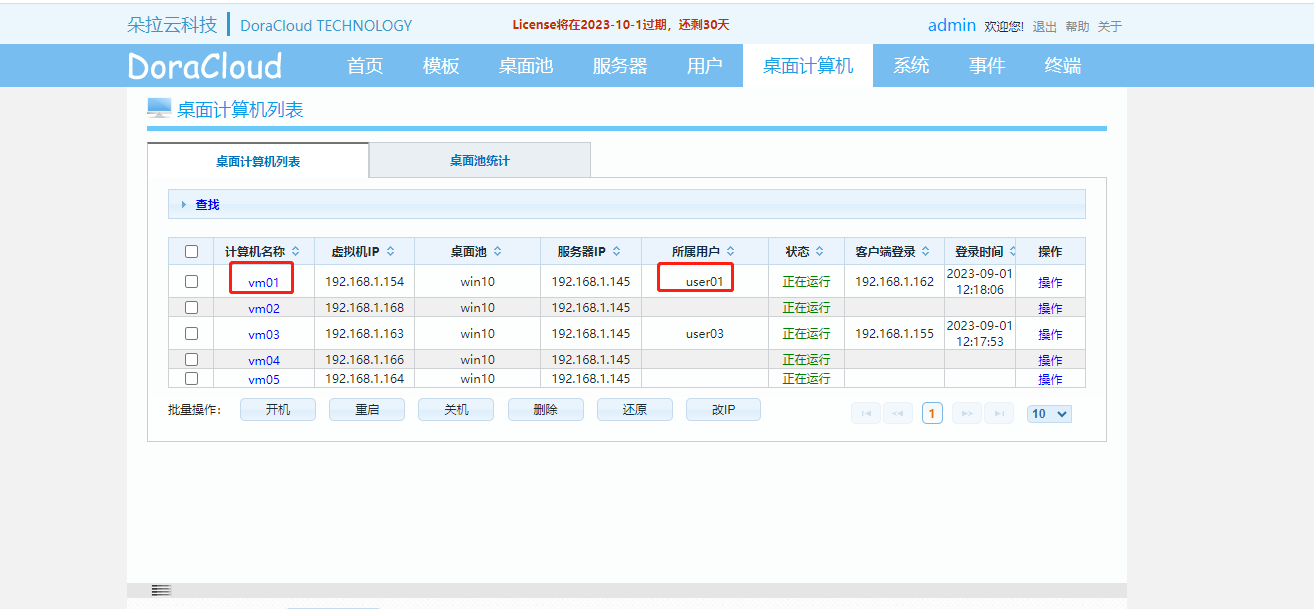 朵拉云科技 DoraCloud TECHNOLOGY License将在2023-10-1过期，还剩30天 admin 欢迎您! 退出 帮助 关于
DoraCloud 首页 模板 桌面池 服务器 用户 桌面计算机 系统 事件 终端
桌面计算机列表
桌面计算机列表 桌面池统计
查找
计算机名称 虚拟机IP 桌面池 服务器IP 所属用户 状态 客户端登录 登录时间 操作
vm01 192.168.1.154 win10 192.168.1.145 user01 正在运行 192.168.1.162 2023-09-01 12:18:06 操作
vm02 192.168.1.168 win10 192.168.1.145 正在运行 操作
vm03 192.168.1.163 win10 192.168.1.145 user03 正在运行 192.168.1.155 2023-09-01 12:17:53 操作
vm04 192.168.1.166 win10 192.168.1.145 正在运行 操作
vm05 192.168.1.164 win10 192.168.1.145 正在运行 操作
批量操作： 开机 重启 关机 删除 还原 改IP 1 10